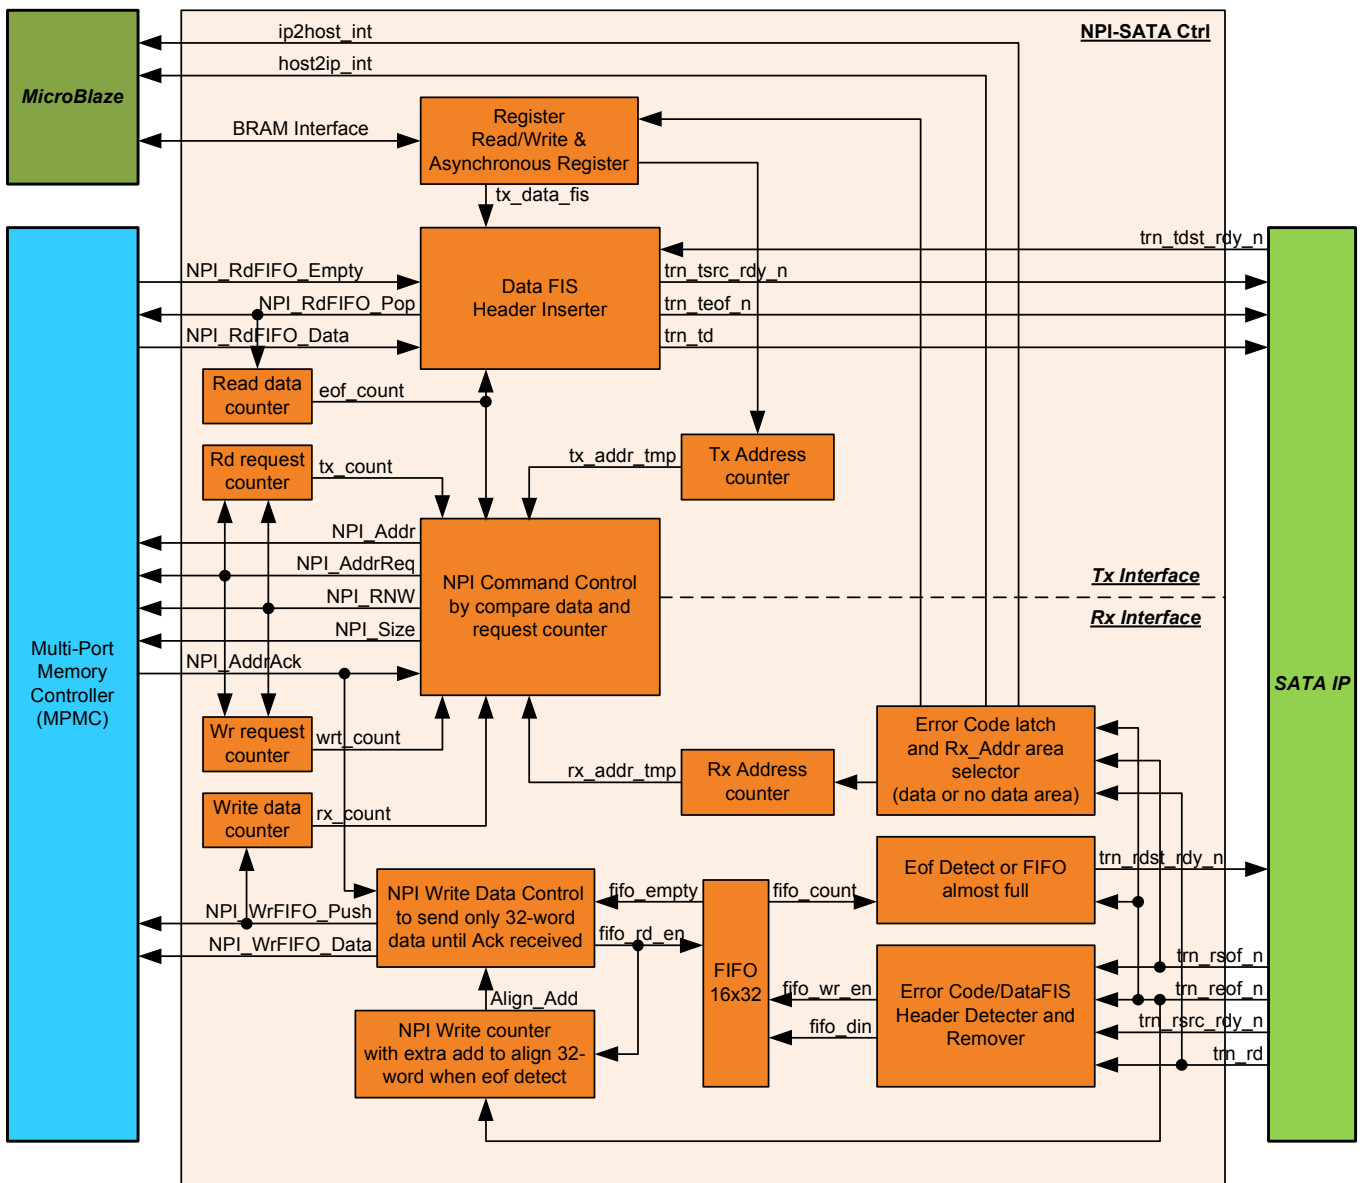 ip2host_int
NPI-SATA Ctrl
host2ip_int
MicroBlaze
BRAM Interface
Register
Read/Write &
Asynchronous Register
tx_data_fis
trn_tdst_rdy_n
NPI_RdFIFO_Empty
Data FIS
Header Inserter
trn_tsrc_rdy_n
NPI_RdFIFO_Pop
trn_teof_n
NPI_RdFIFO_Data
trn_td
Read data
counter
eof_count
Rd request
counter
tx_count
tx_addr_tmp
Tx Address
counter
NPI_Addr
NPI_AddrReq
NPI_RNW
NPI_Size
NPI_AddrAck
NPI Command Control
by compare data and
request counter
Tx Interface
Rx Interface
Multi-Port
Memory
Controller
(MPMC)
SATA IP
Wr request
counter
wrt_count
rx_addr_tmp
Rx Address
counter
Error Code latch
and Rx_Addr area
selector
(data or no data area)
Write data
counter
rx_count
NPI_WrFIFO_Push
NPI_WrFIFO_Data
NPI Write Data Control
to send only 32-word
data until Ack received
fifo_empty
fifo_rd_en
FIFO
16x32
fifo_count
Eof Detect or FIFO
almost full
trn_rdst_rdy_n
fifo_wr_en
fifo_din
Error Code/DataFIS
Header Detecter and
Remover
trn_rsof_n
trn_reof_n
trn_rsrc_rdy_n
trn_rd
Align_Add
NPI Write counter
with extra add to align 32-
word when eof detect